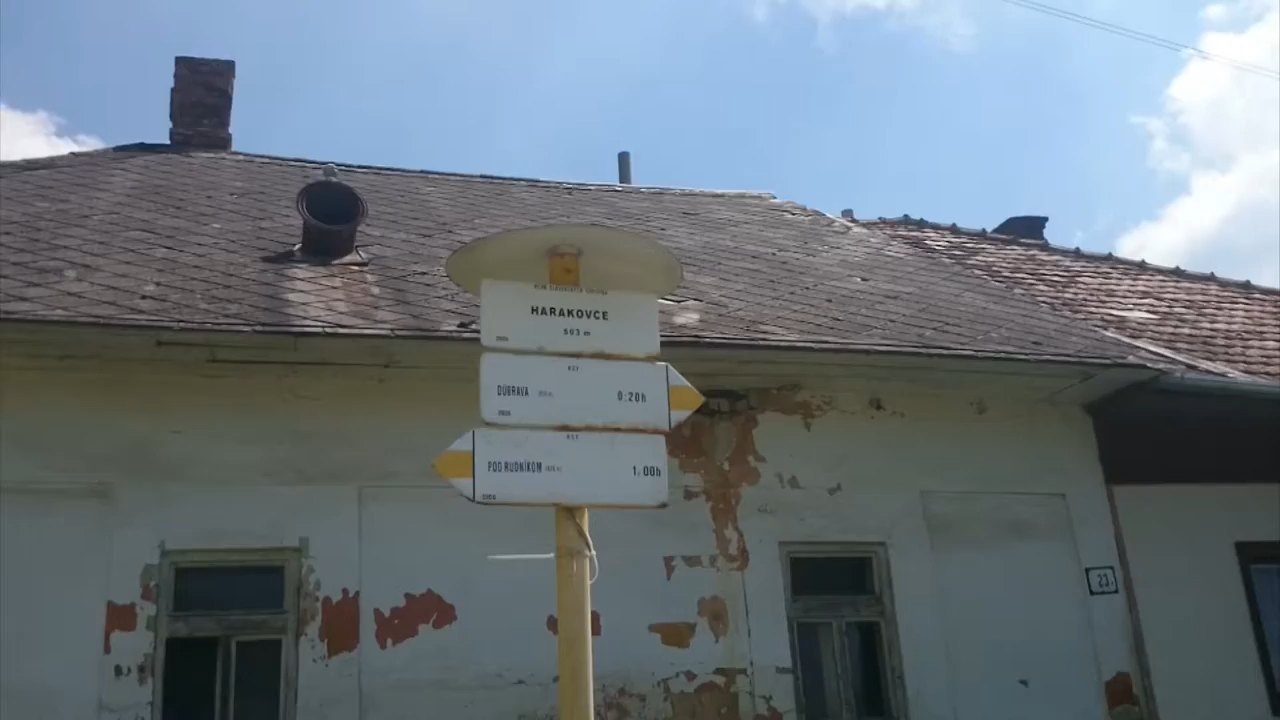 HARAKOVCE
503 m
DÚBRAVA
0:20h
POD RUDNÍKOM
1:00h
23.